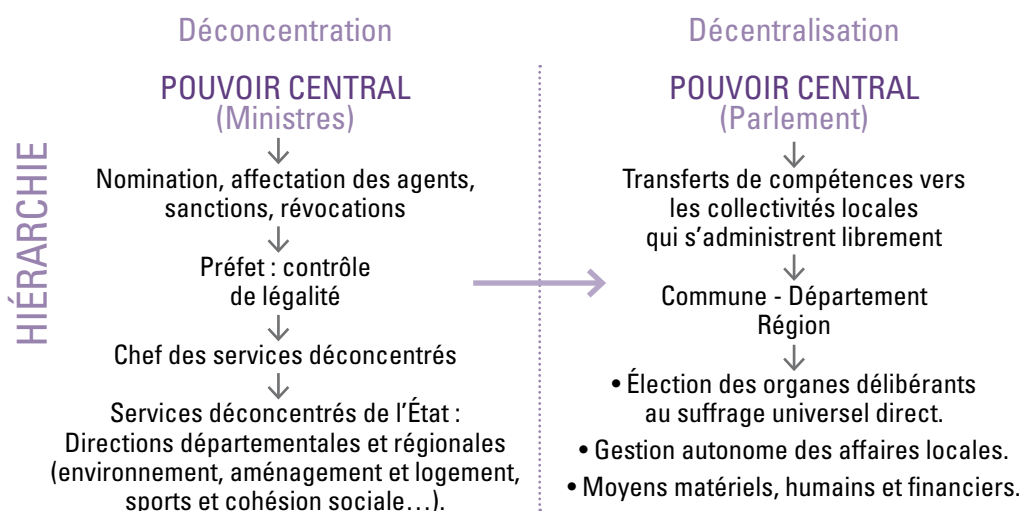 Déconcentration
POUVOIR CENTRAL
(Ministres)
HIÉRARCHIE
Nomination, affectation des agents,
sanctions, révocations
Préfet : contrôle
de légalité
Chef des services déconcentrés
Services déconcentrés de l’État :
Directions départementales et régionales
(environnement, aménagement et logement,
sports et cohésion sociale…).
Décentralisation
POUVOIR CENTRAL
(Parlement)
Transferts de compétences vers
les collectivités locales
qui s’administrent librement
Commune - Département
Région
• Élection des organes délibérants
au suffrage universel direct.
• Gestion autonome des affaires locales.
• Moyens matériels, humains et financiers.